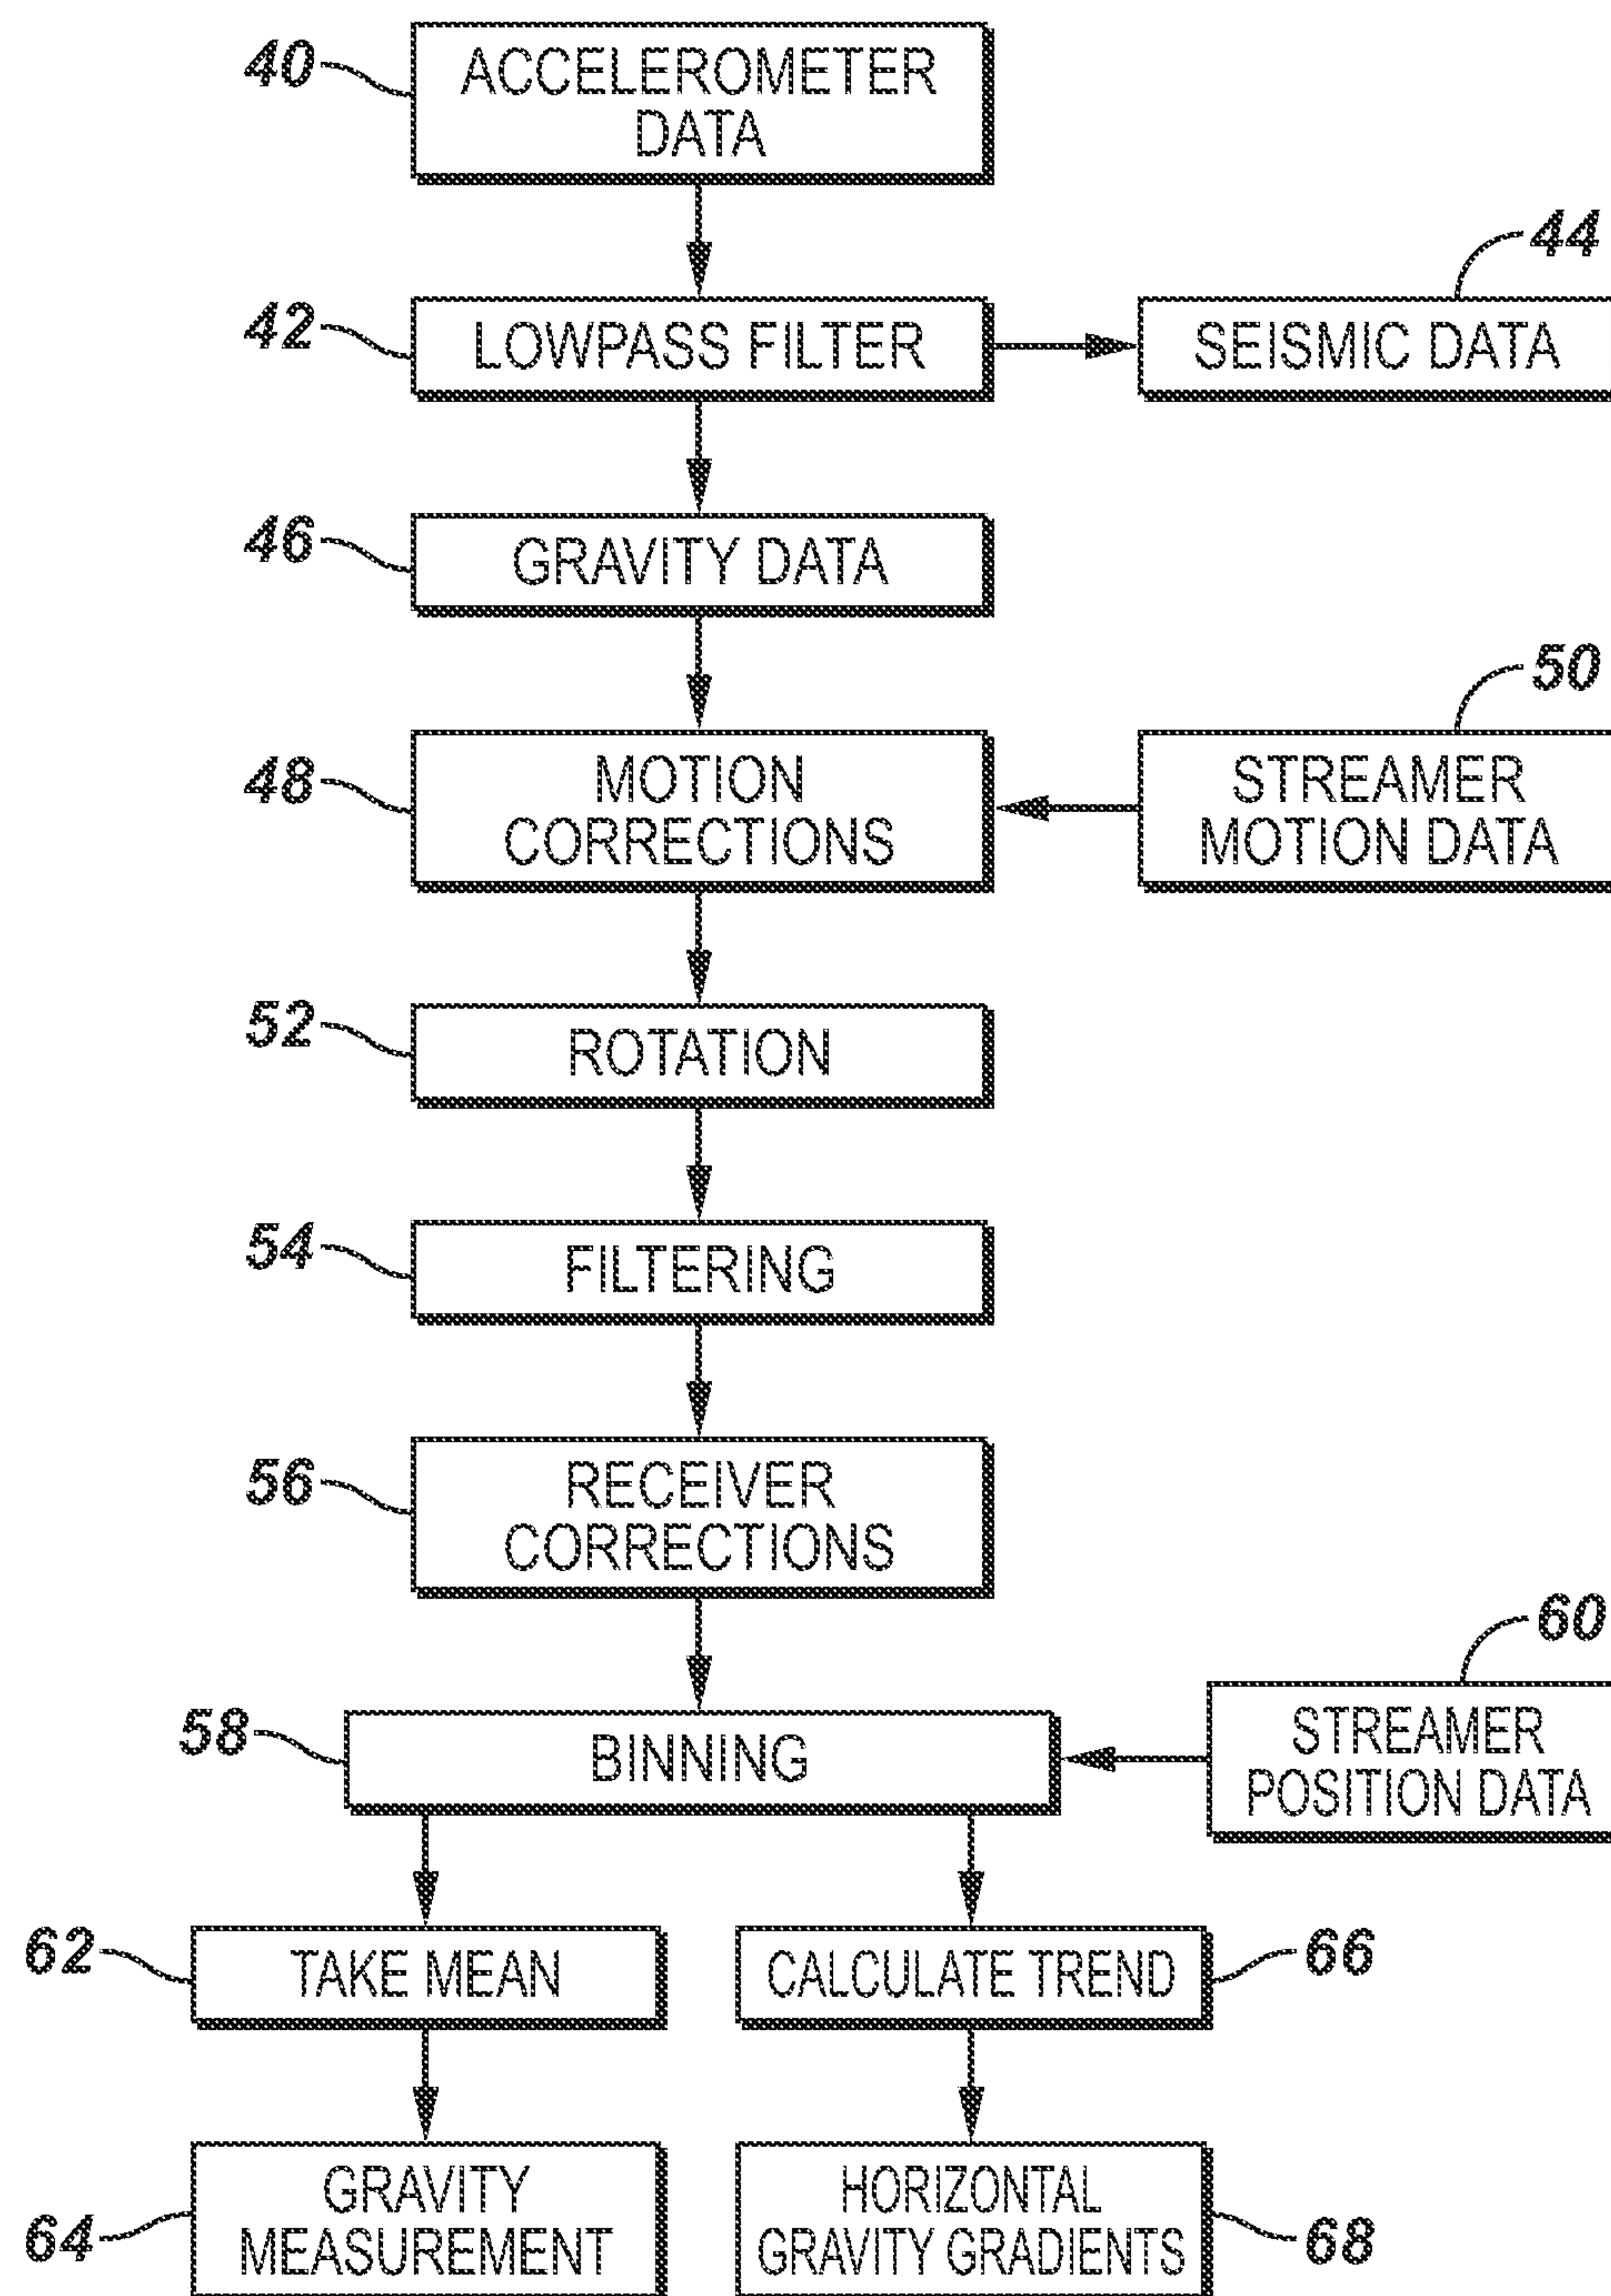 40
ACCELEROMETER
DATA
44
42
LOWPASS FILTER
SEISMIC DATA
46
GRAVITY DATA
50
48
MOTION
CORRECTIONS
STREAMER
MOTION DATA
52
ROTATION
54
FILTERING
56
RECEIVER
CORRECTIONS
60
58
BINNING
STREAMER
POSITION DATA
62
TAKE MEAN
CALCULATE TREND
66
64
GRAVITY
MEASUREMENT
HORIZONTAL
GRAVITY GRADIENTS
68